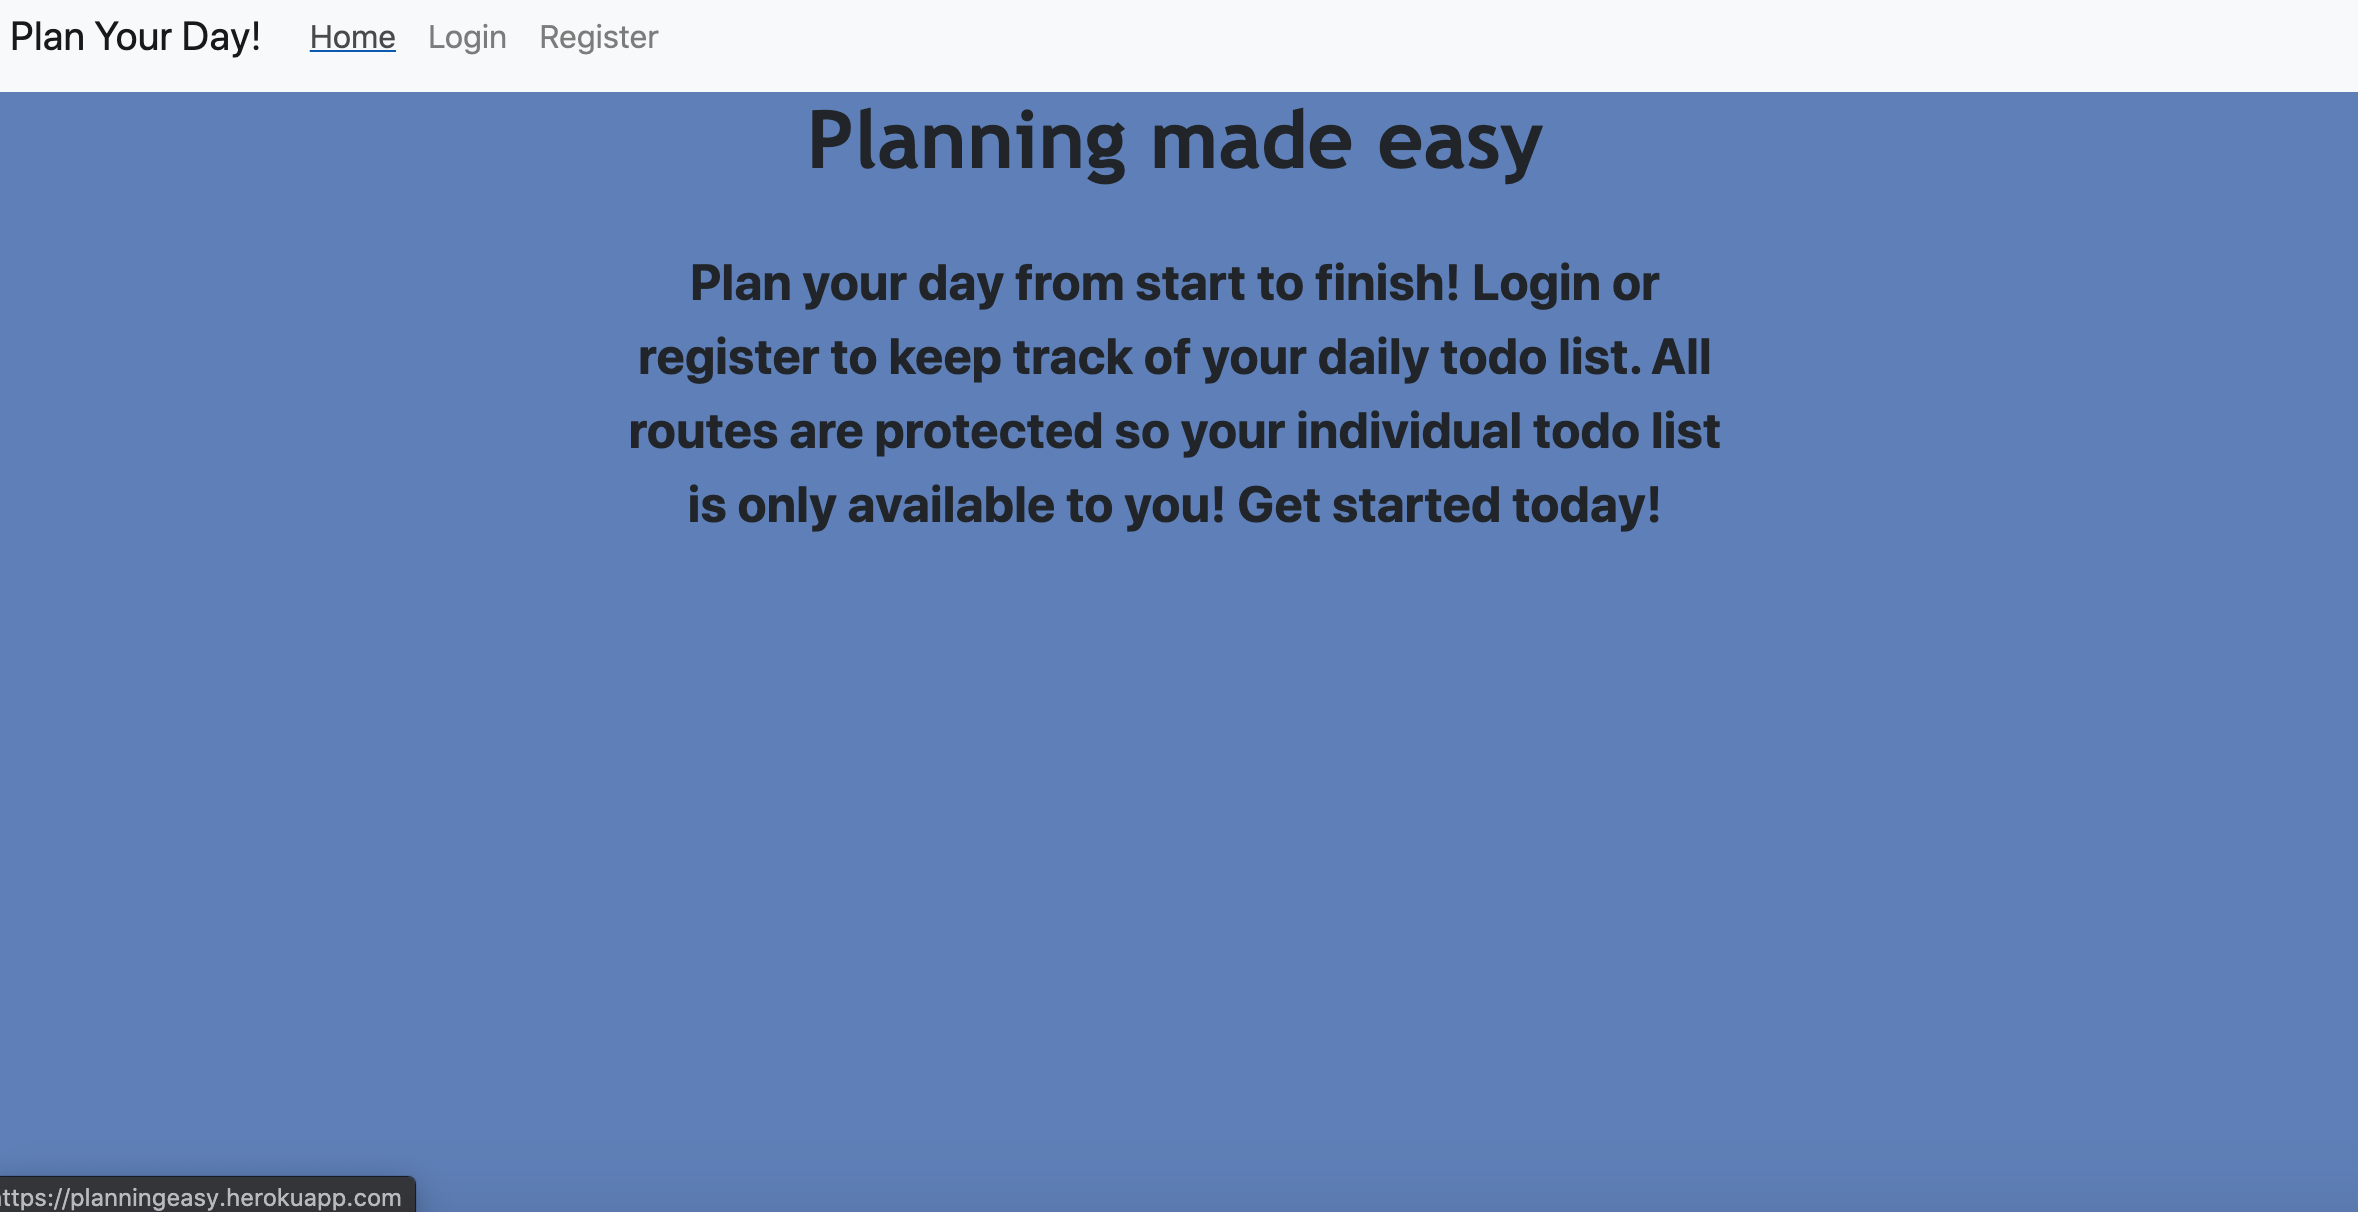 Plan Your Day! Home Login Register
Planning made easy
Plan your day from start to finish! Login or
register to keep track of your daily todo list. All
routes are protected so your individual todo list
is only available to you! Get started today!
ttps://planningeasy.herokuapp.com